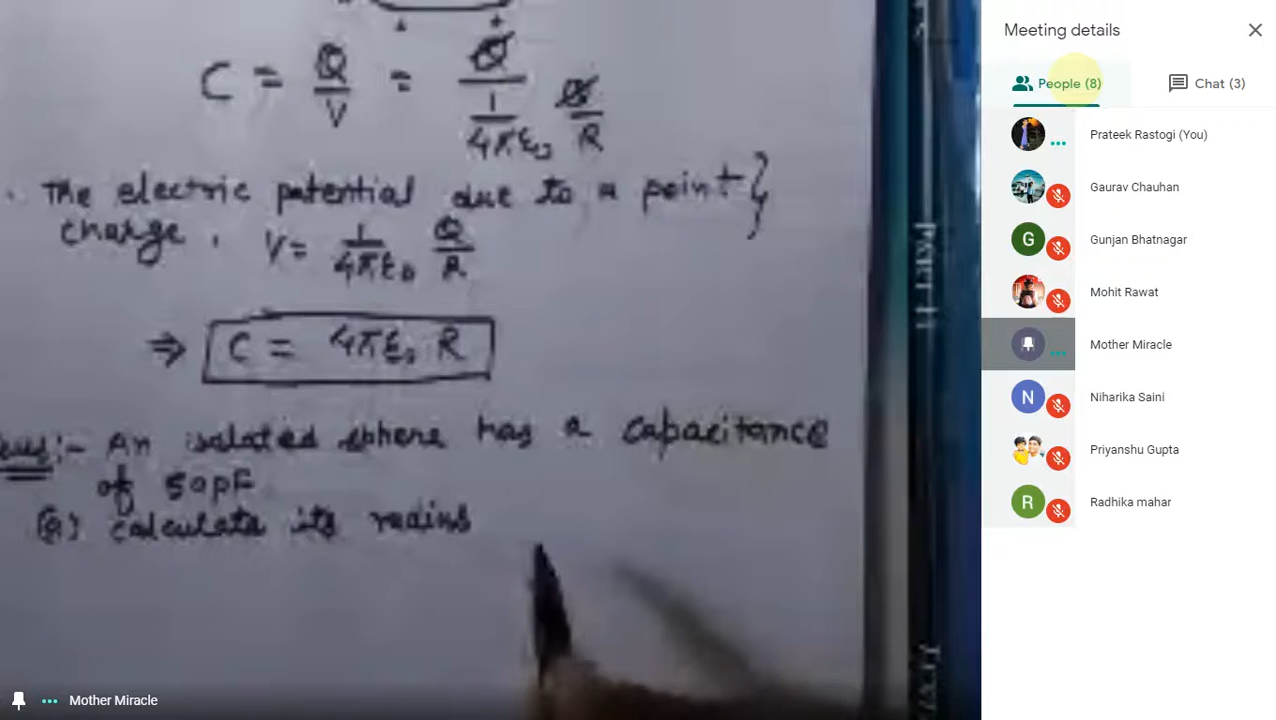 C = Q/V = Q/(1/4πε₀ Q/R)
The electric potential due to a point
charge, V = 1/4πε₀ Q/R
⇒ C = 4πε₀ R
:- An isolated sphere has a capacitance
of 50pF
(a) calculate its radius
Mother Miracle
Meeting details
People (8)
Chat (3)
Prateek Rastogi (You)
Gaurav Chauhan
G Gunjan Bhatnagar
Mohit Rawat
Mother Miracle
N Niharika Saini
Priyanshu Gupta
R Radhika mahar